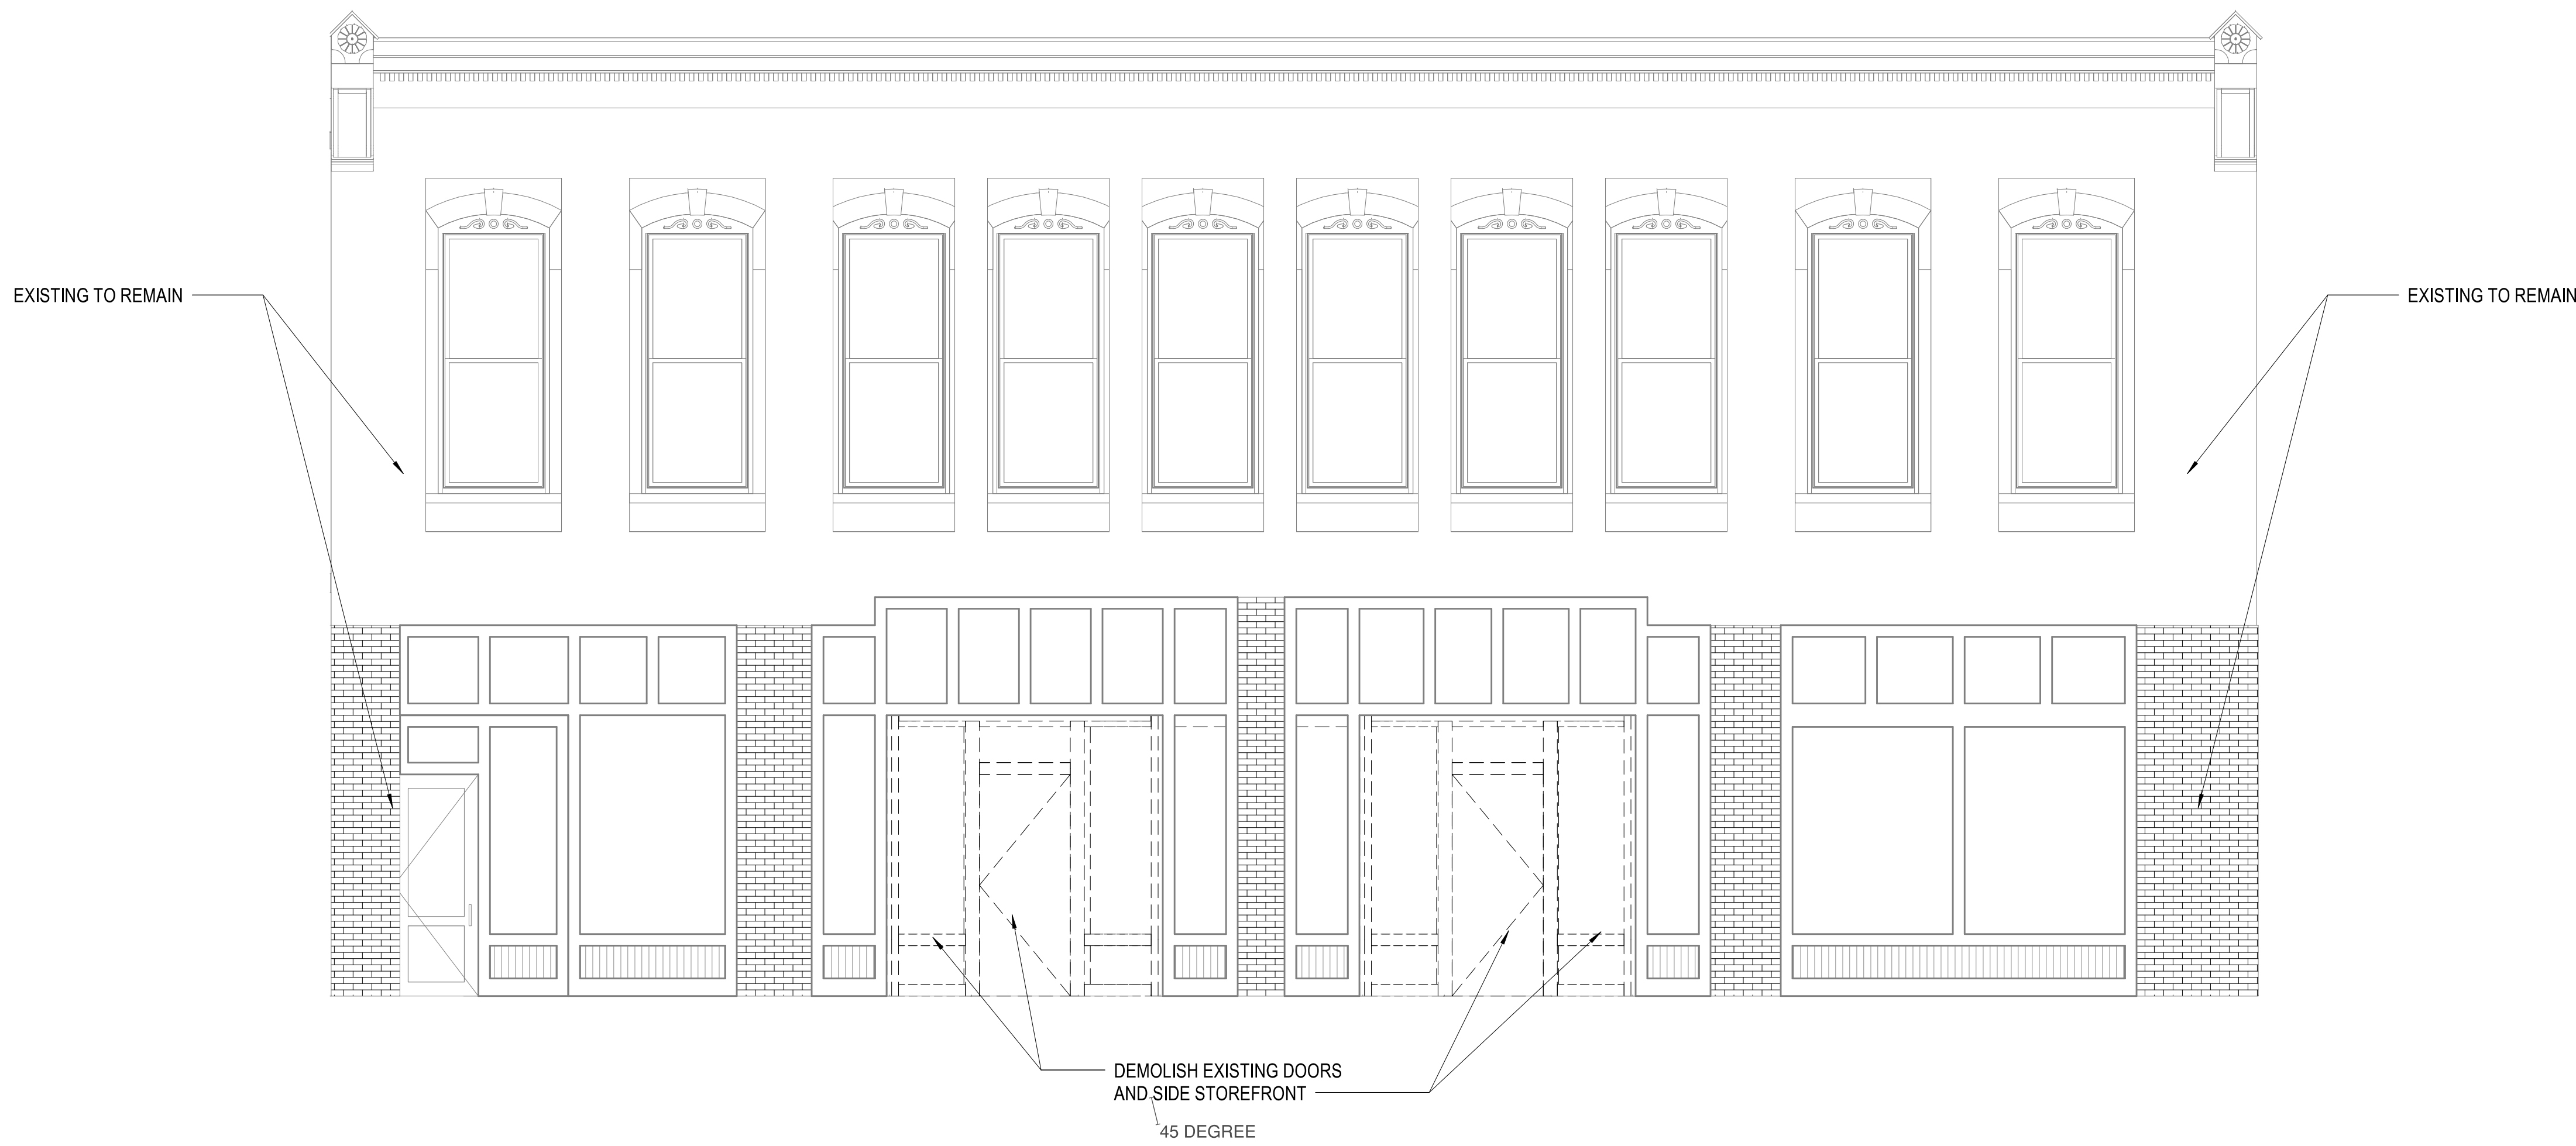 EXISTING TO REMAIN
EXISTING TO REMAIN
DEMOLISH EXISTING DOORS
AND SIDE STOREFRONT
45 DEGREE